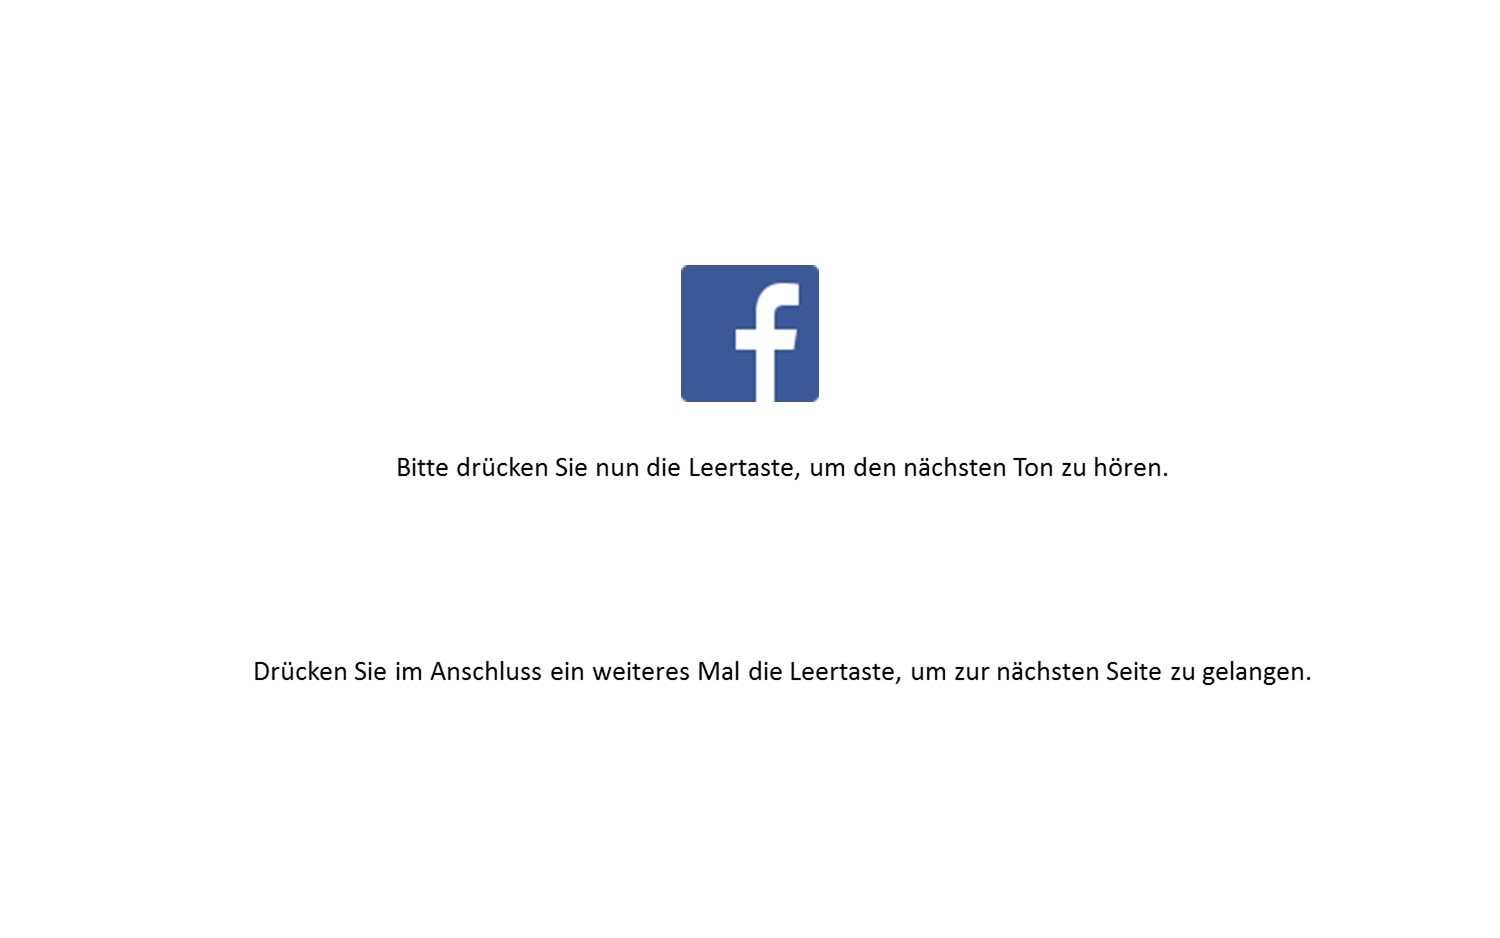 f
Bitte drücken Sie nun die Leertaste, um den nächsten Ton zu hören.
Drücken Sie im Anschluss ein weiteres Mal die Leertaste, um zur nächsten Seite zu gelangen.